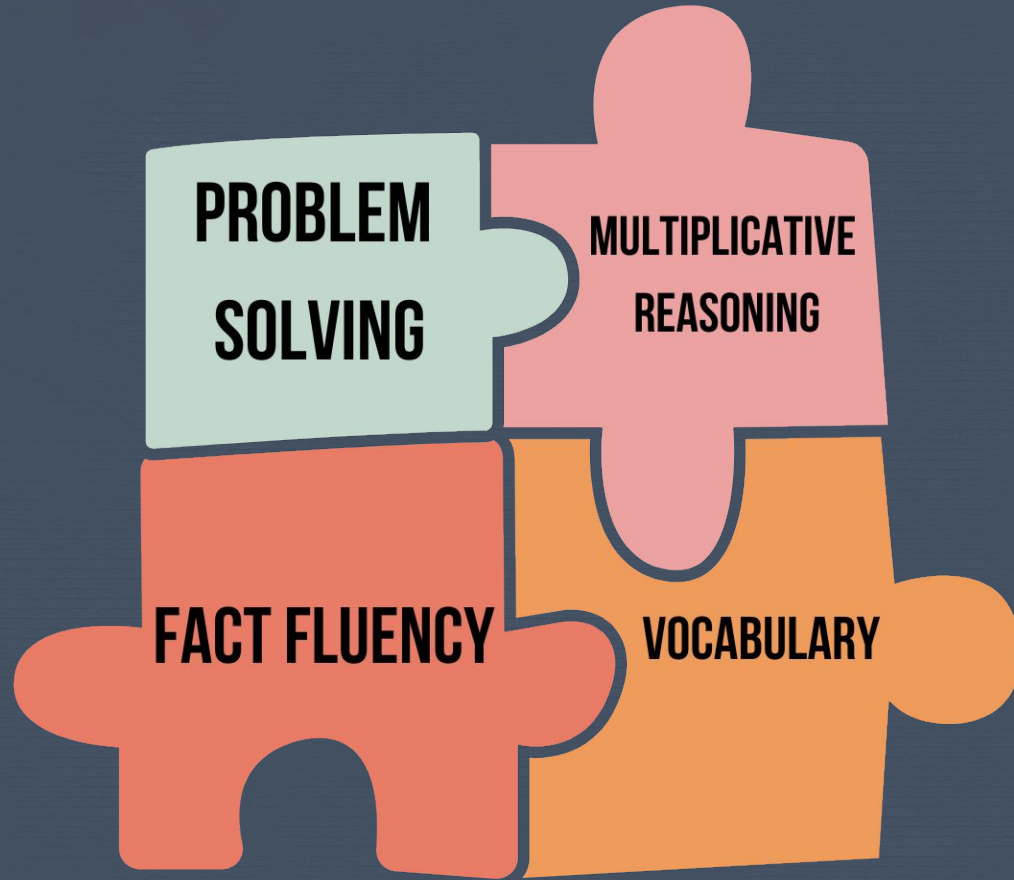 PROBLEM
SOLVING
MULTIPLICATIVE
REASONING
FACT FLUENCY
VOCABULARY